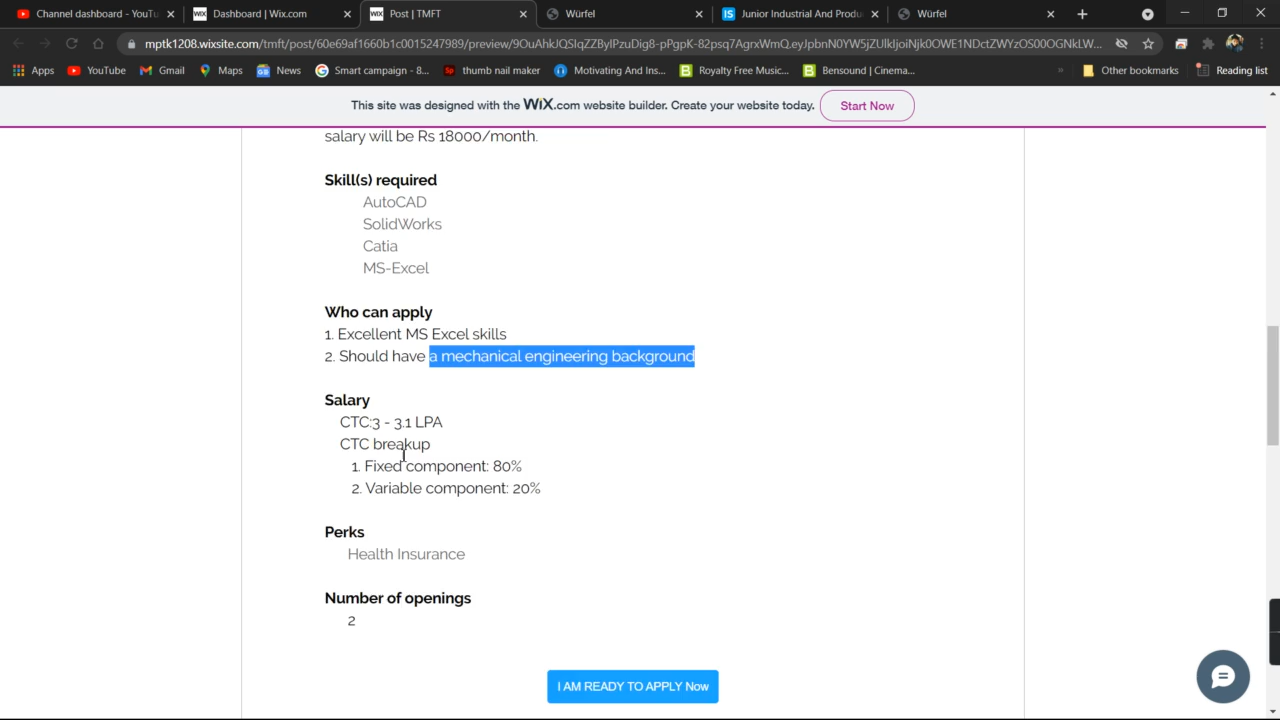 Channel dashboard - YouTu
Dashboard | Wix.com
Post | TMFT
Würfel
Junior Industrial And Produ
Würfel
mptk1208.wixsite.com/tmft/post/60e69af1660b1c0015247989/preview/
Apps
YouTube
Gmail
Maps
News
Smart campaign - 8...
thumb nail maker
Motivating And Ins...
Royalty Free Music...
Bensound | Cinema...
Other bookmarks
Reading list
This site was designed with the WiX.com website builder. Create your website today.
Start Now
salary will be Rs 18000/month.
Skill(s) required
AutoCAD
SolidWorks
Catia
MS-Excel
Who can apply
1. Excellent MS Excel skills
2. Should have a mechanical engineering background
Salary
CTC:3 - 3.1 LPA
CTC breakup
1. Fixed component: 80%
2. Variable component: 20%
Perks
Health Insurance
Number of openings
2
I AM READY TO APPLY Now